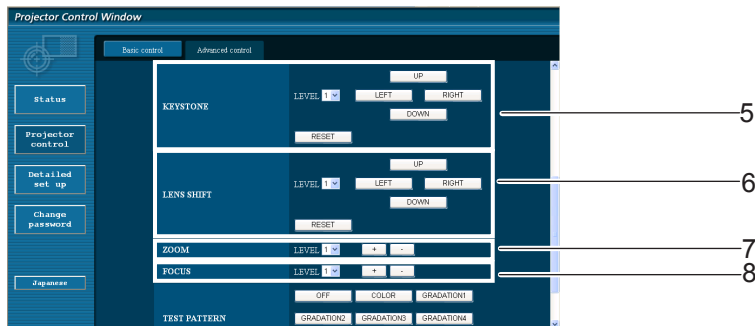 Projector Control Window
Basic control Advanced control
Status
Projector
control
Detailed
set up
Change
password
Japanese
KEYSTONE
LEVEL 1
UP
LEFT RIGHT
DOWN
RESET
5
LENS SHIFT
LEVEL 1
UP
LEFT RIGHT
DOWN
RESET
6
ZOOM LEVEL 1 + -
7
FOCUS LEVEL 1 + -
8
TEST PATTERN
OFF COLOR GRADATION1
GRADATION2 GRADATION3 GRADATION4